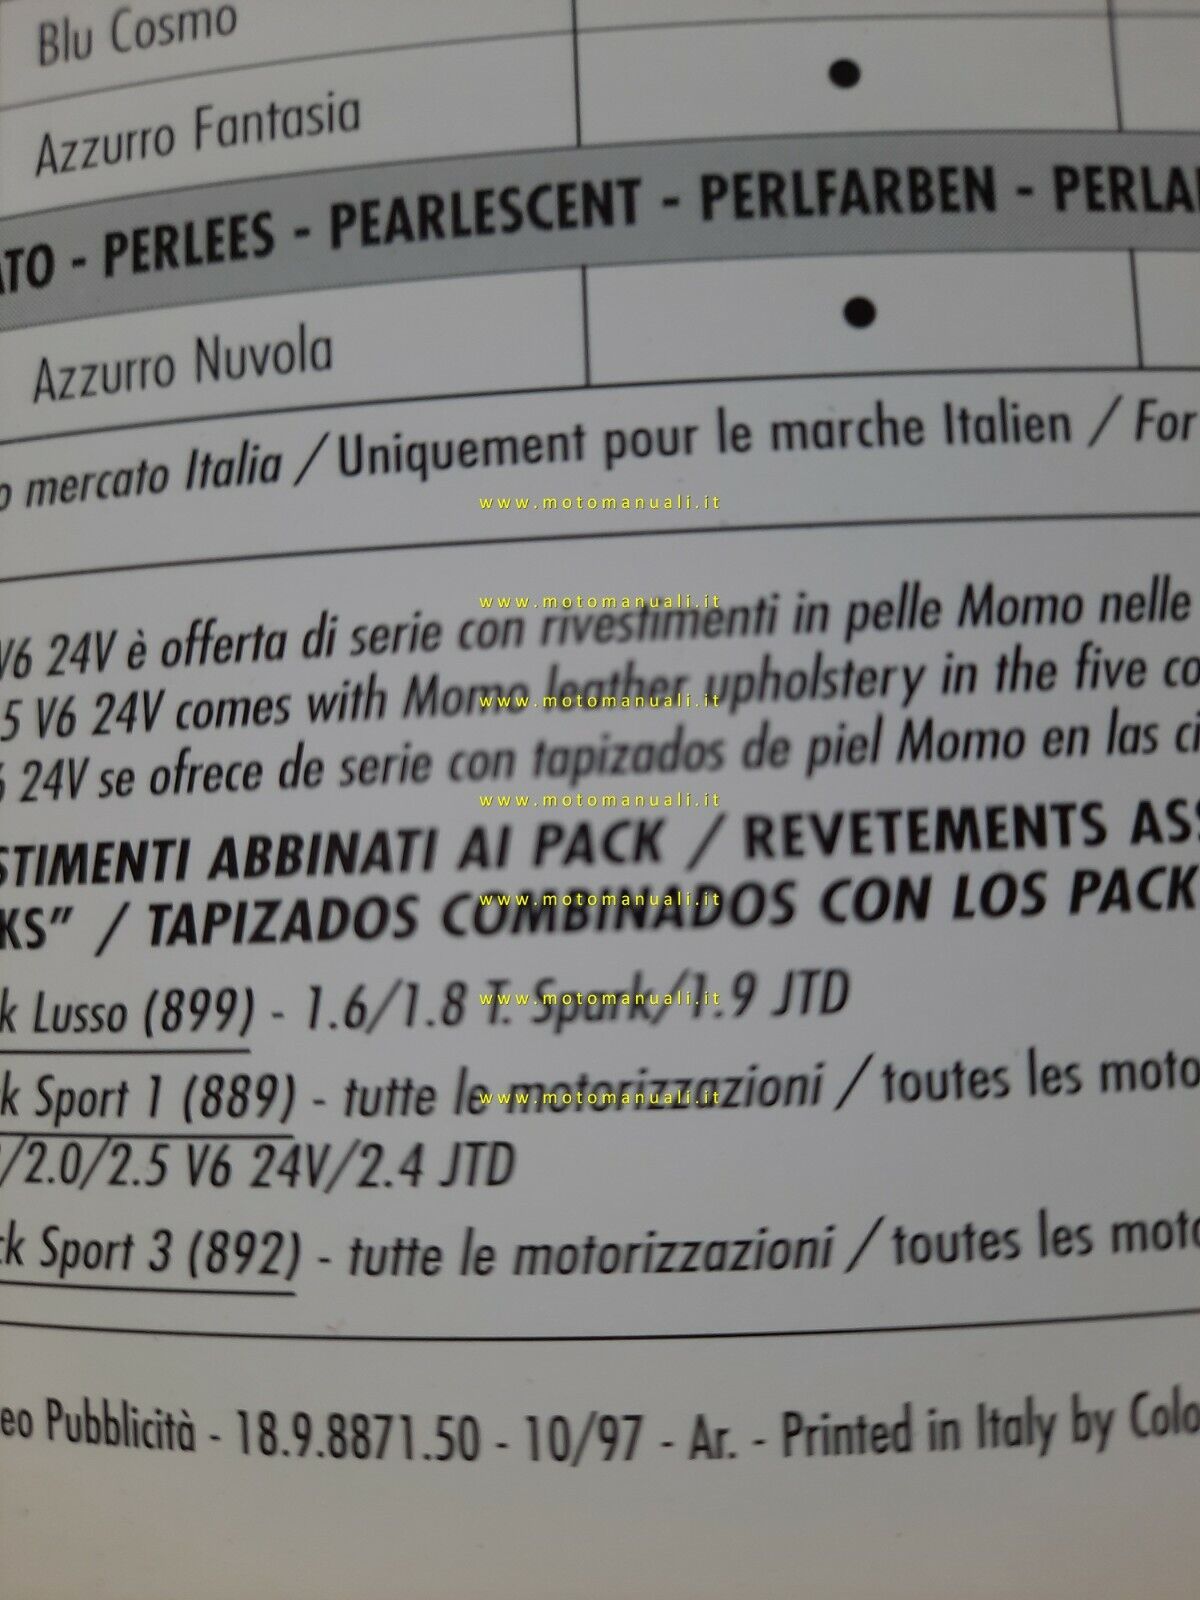 Blu Cosmo
Azzurro Fantasia
ATO - PERLEES - PEARLESCENT - PERLFARBEN - PERLA
Azzurro Nuvola
o mercato Italia / Uniquement pour le marche Italien / For
www.motomanuali.it
www.motomanuali.it
V6 24V è offerta di serie con rivestimenti in pelle Momo nelle
5 V6 24V comes with Momo leather upholstery in the five co
www.motomanuali.it
6 24V se ofrece de serie con tapizados de piel Momo en las ci
www.motomanuali.it
STIMENTI ABBINATI AI PACK / REVETEMENTS AS
KS” / TAPIZADOS COMBINADOS CON LOS PACK
www.motomanuali.it
k Lusso (899) - 1.6/1.8 T. Spark/1.9 JTD
www.motomanuali.it
k Sport 1 (889) - tutte le motorizzazioni / toutes les moto
www.motomanuali.it
/2.0/2.5 V6 24V/2.4 JTD
ck Sport 3 (892) - tutte le motorizzazioni / toutes les moto
eo Pubblicità - 18.9.8871.50 - 10/97 - Ar. - Printed in Italy by Colo